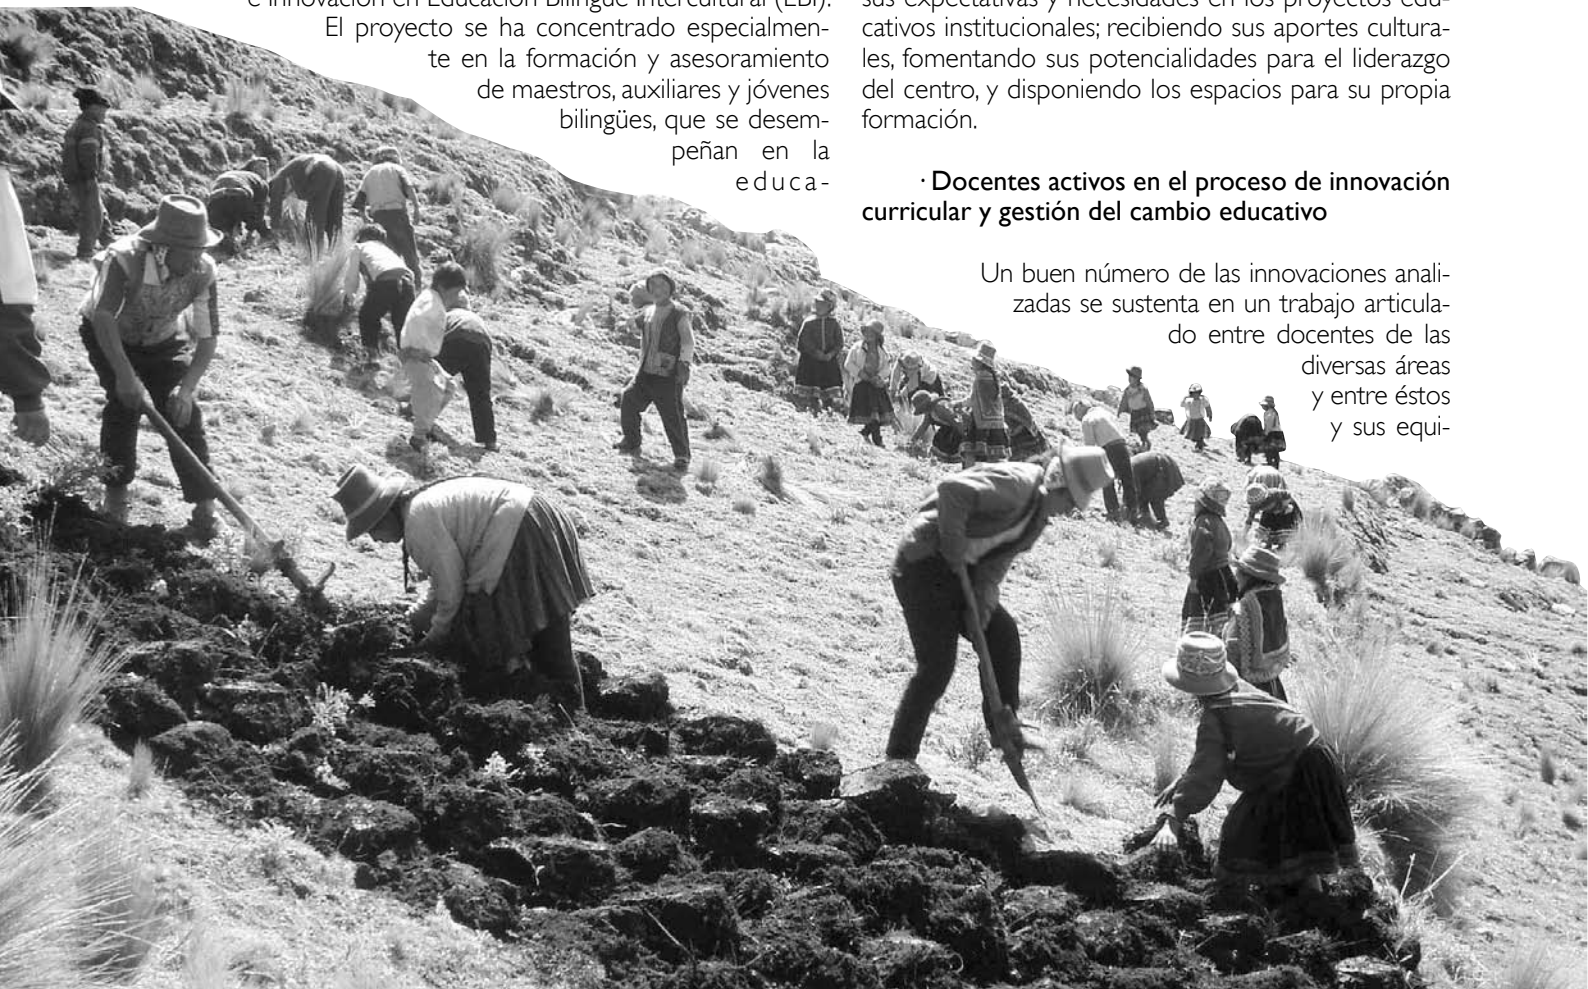 e innovación en Educación Bilingüe Intercultural (EBI).
El proyecto se ha concentrado especialmen-
te en la formación y asesoramiento
de maestros, auxiliares y jóvenes
bilingües, que se desem-
peñan en la
educa-
sus expectativas y necesidades en los proyectos edu-
cativos institucionales; recibiendo sus aportes cultura-
les, fomentando sus potencialidades para el liderazgo
del centro, y disponiendo los espacios para su propia
formación.
· Docentes activos en el proceso de innovación
curricular y gestión del cambio educativo
Un buen número de las innovaciones anali-
zadas se sustenta en un trabajo articula-
do entre docentes de las
diversas áreas
y entre éstos
y sus equi-